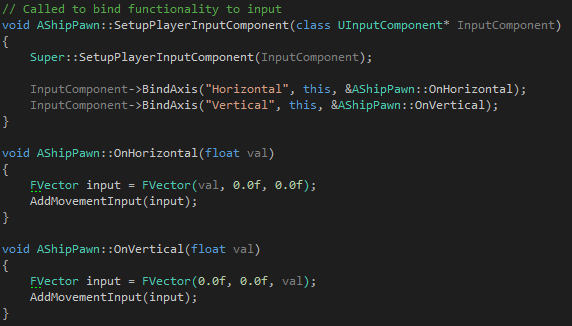 // Called to bind functionality to input
void AShipPawn::SetupPlayerInputComponent(class UInputComponent* InputComponent)
{
    Super::SetupPlayerInputComponent(InputComponent);

    InputComponent->BindAxis("Horizontal", this, &AShipPawn::OnHorizontal);
    InputComponent->BindAxis("Vertical", this, &AShipPawn::OnVertical);
}

void AShipPawn::OnHorizontal(float val)
{
    FVector input = FVector(val, 0.0f, 0.0f);
    AddMovementInput(input);
}

void AShipPawn::OnVertical(float val)
{
    FVector input = FVector(0.0f, 0.0f, val);
    AddMovementInput(input);
}